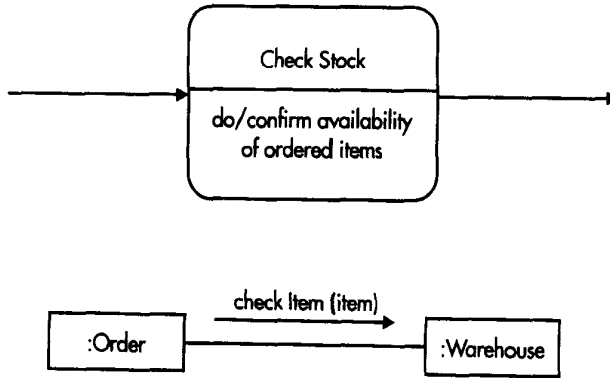 Check Stock
do/confirm availability
of ordered items
check Item (item)
:Order
:Warehouse